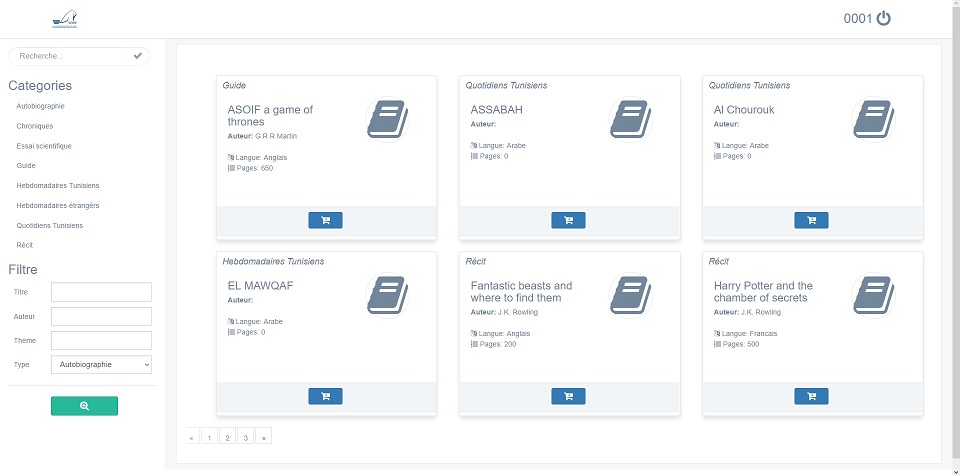 0001
Recherche...
Categories
Autobiographie
Chroniques
Essai scientifique
Guide
Hebdomadaires Tunisiens
Hebdomadaires étrangérs
Quotidiens Tunisiens
Récit
Filtre
Titre
Auteur
Theme
Type Autobiographie
Guide
ASOIF a game of
thrones
Auteur: G R R Martin
Langue: Anglais
Pages: 650
Quotidiens Tunisiens
ASSABAH
Auteur:
Langue: Arabe
Pages: 0
Quotidiens Tunisiens
Al Chourouk
Auteur:
Langue: Arabe
Pages: 0
Hebdomadaires Tunisiens
EL MAWQAF
Auteur:
Langue: Arabe
Pages: 0
Récit
Fantastic beasts and
where to find them
Auteur: J.K. Rowling
Langue: Anglais
Pages: 200
Récit
Harry Potter and the
chamber of secrets
Auteur: J.K. Rowling
Langue: Francais
Pages: 500
« 1 2 3 »